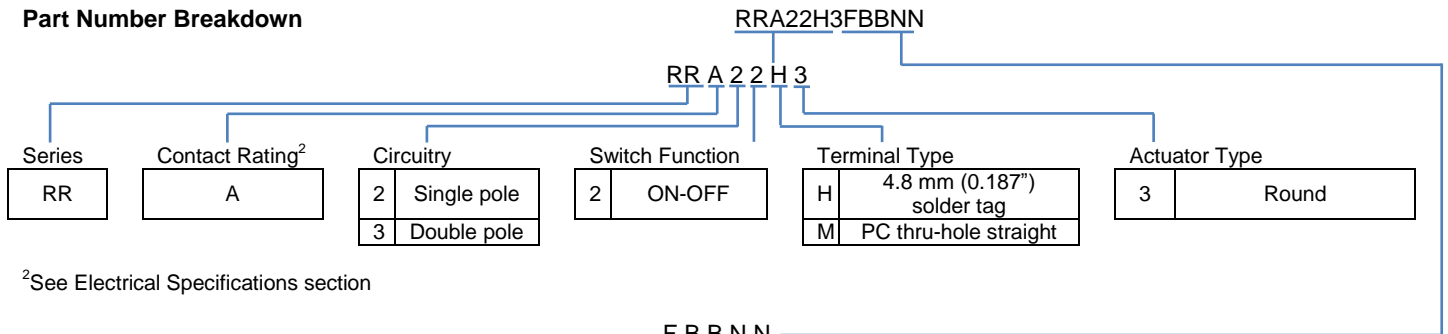 Part Number Breakdown
RRA22H3FBBNN
RR A 2 2 H 3
Series
Contact Rating2
Circuitry
Switch Function
Terminal Type
Actuator Type
RR
A
2 Single pole
3 Double pole
2 ON-OFF
H 4.8 mm (0.187”)
solder tag
M PC thru-hole straight
3 Round
2See Electrical Specifications section
F B B N N